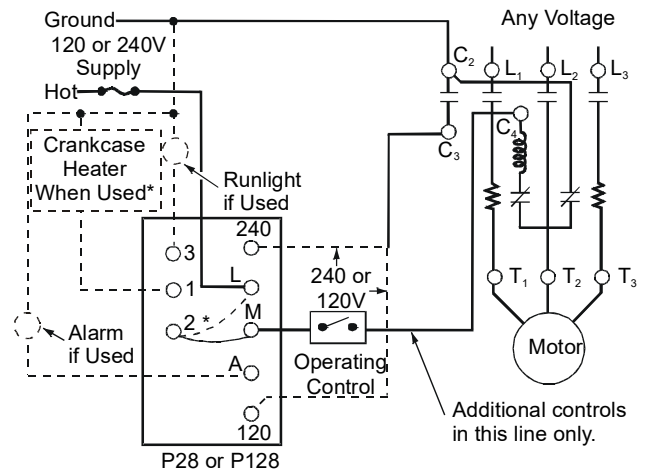 Ground
120 or 240V
Supply
Hot
Any Voltage
C2
L1
L2
L3
C4
C3
Crankcase
Heater
When Used*
Runlight
if Used
240
3
L
1
240 or
120V
2 *
M
T1
T2
T3
Alarm
if Used
A
Operating
Control
Motor
120
Additional controls
in this line only.
P28 or P128